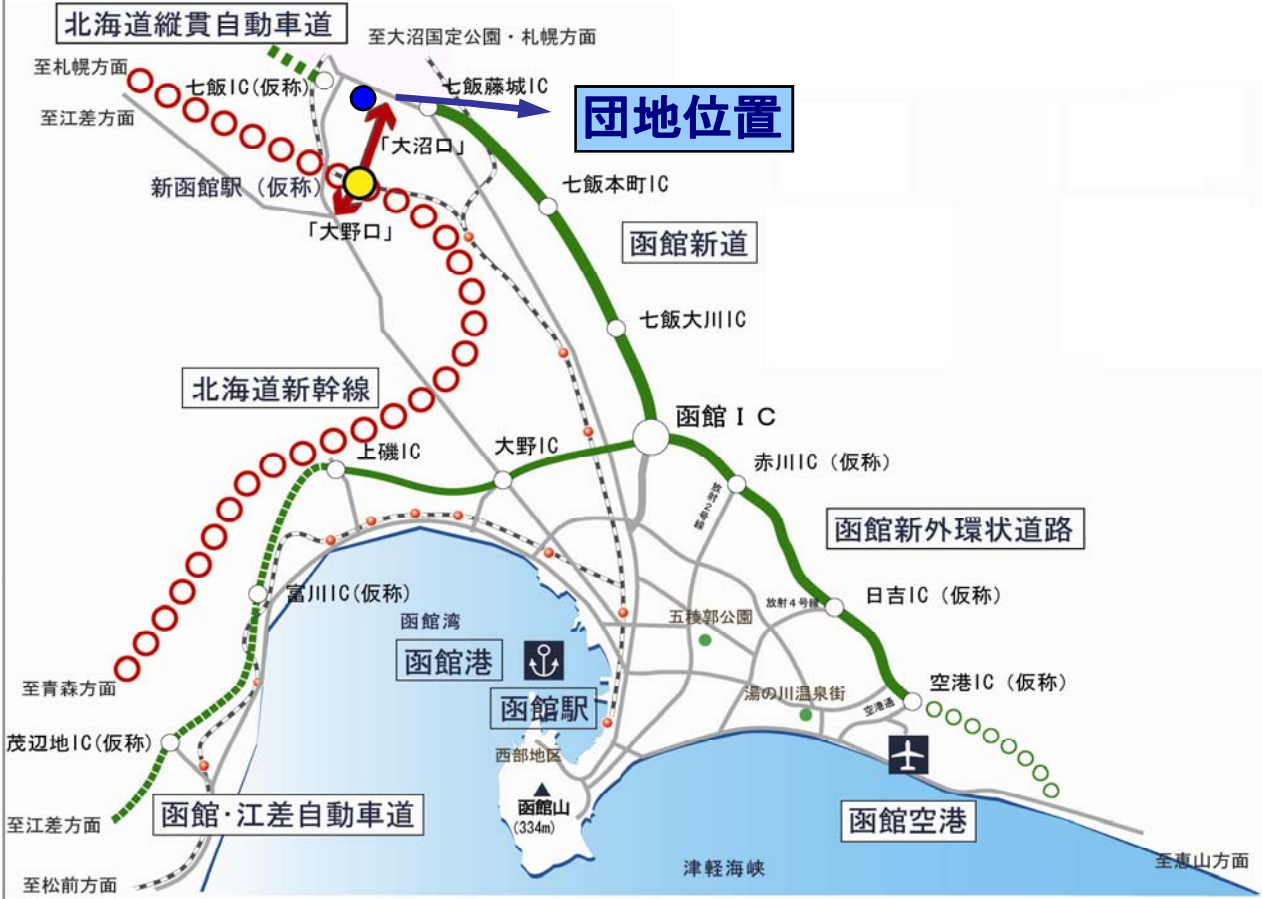 北海道縦貫自動車道
至大沼国定公園・札幌方面
至札幌方面
七飯IC(仮称)
七飯藤城IC
団地位置
至江差方面
「大沼口」
新函館駅（仮称）
七飯本町IC
「大野口」
函館新道
七飯大川IC
北海道新幹線
函館ＩＣ
上磯IC
大野IC
赤川IC（仮称）
放射2号線
函館新外環状道路
富川IC(仮称)
放射4号線
日吉IC（仮称）
函館湾
五稜郭公園
函館港
至青森方面
函館駅
湯の川温泉街
空港IC（仮称）
空港通
茂辺地IC(仮称)
西部地区
函館山
(334m)
函館・江差自動車道
函館空港
至江差方面
津軽海峡
至恵山方面
至松前方面